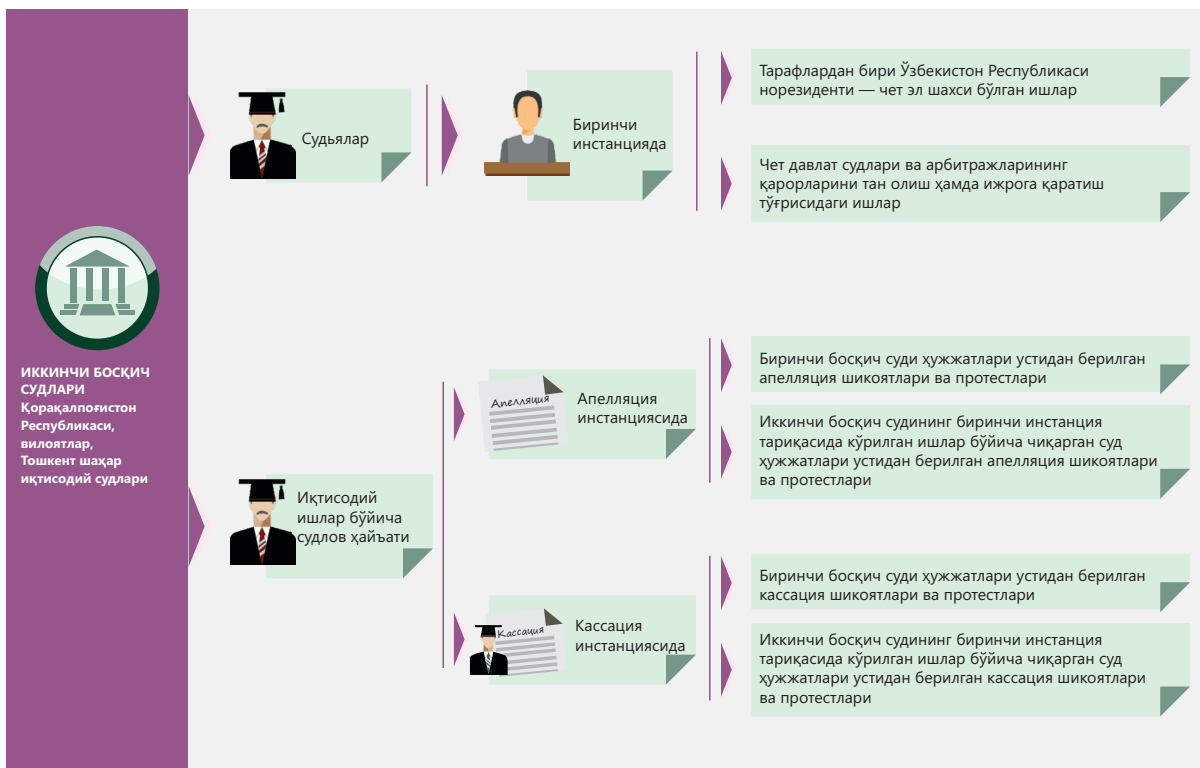 ИККИНЧИ БОСҚИЧ
СУДЛАРИ
Қорақалпоғистон
Республикаси,
вилоятлар,
Тошкент шаҳар
иқтисодий судлари
Судьялар
Биринчи
инстанцияда
Тарафлардан бири Ўзбекистон Республикаси
норезиденти — чет эл шахси бўлган ишлар
Чет давлат судлари ва арбитражларининг
қарорларини тан олиш ҳамда ижрога қаратиш
тўғрисидаги ишлар
Иқтисодий
ишлар бўйича
судлов ҳайъати
Апелляция
Апелляция
инстанциясида
Биринчи босқич суди ҳужжатлари устидан берилган
апелляция шикоятлари ва протестлари
Иккинчи босқич судининг биринчи инстанция
тариқасида кўрилган ишлар бўйича чиқарган суд
ҳужжатлари устидан берилган апелляция шикоятлари
ва протестлари
Кассация
Кассация
инстанциясида
Биринчи босқич суди ҳужжатлари устидан берилган
кассация шикоятлари ва протестлари
Иккинчи босқич судининг биринчи инстанция
тариқасида кўрилган ишлар бўйича чиқарган суд
ҳужжатлари устидан берилган кассация шикоятлари
ва протестлари